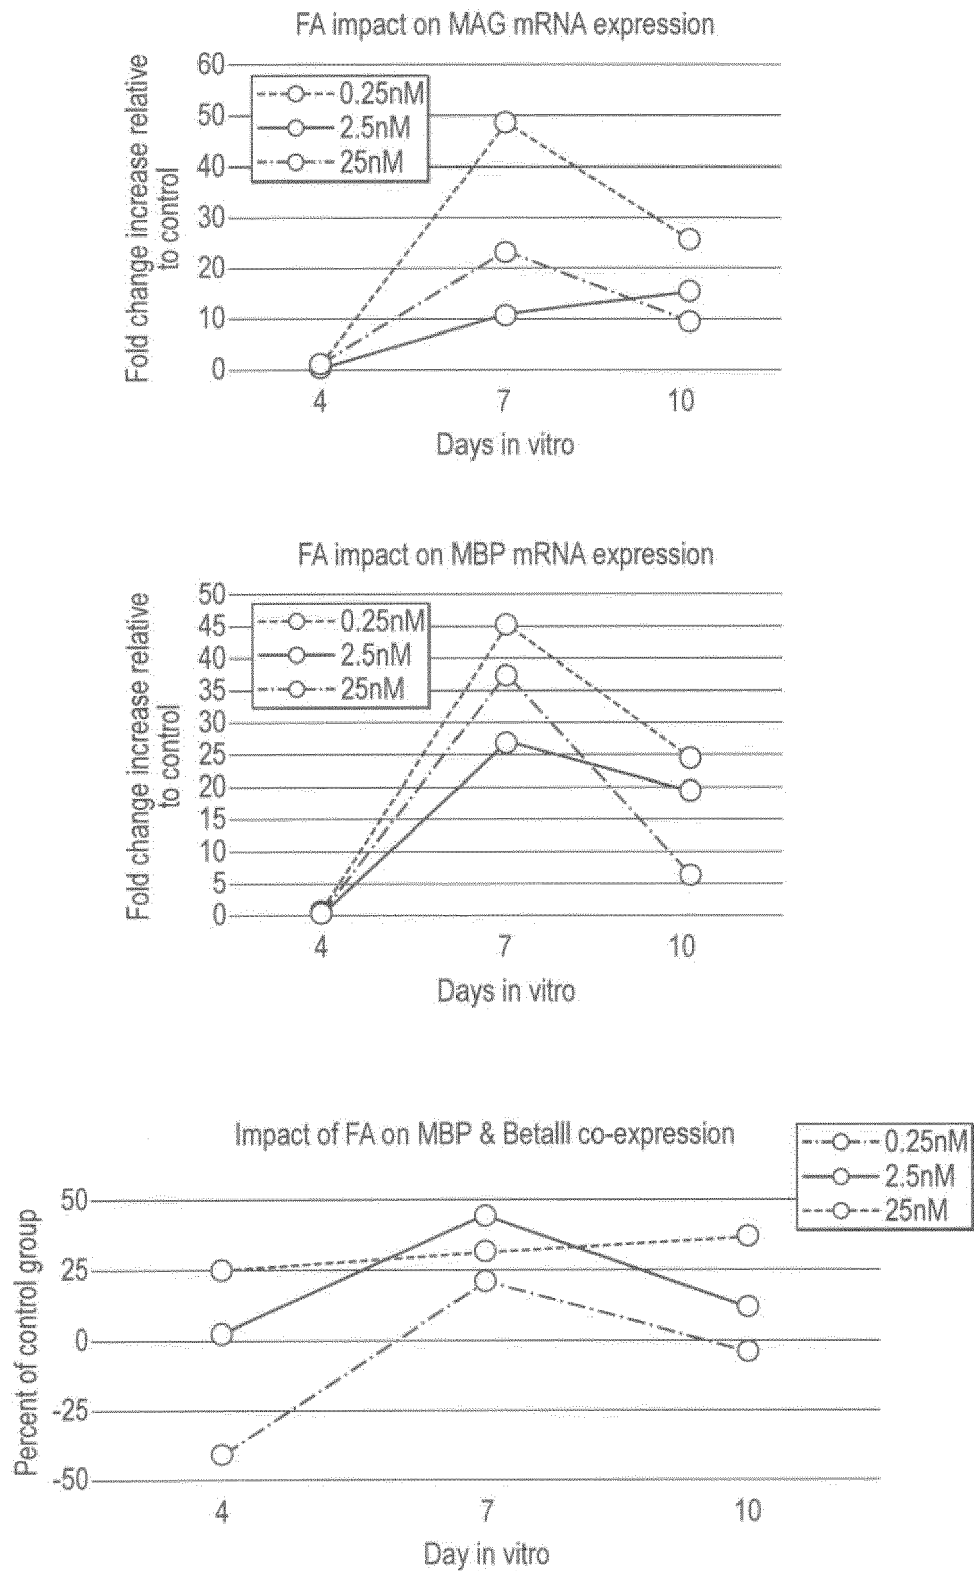 FA impact on MAG mRNA expression
Fold change increase relative
to control
60
50
40
30
20
10
0
0.25nM
2.5nM
25nM
4 7 10
Days in vitro
FA impact on MBP mRNA expression
Fold change increase relative
to control
50
45
40
35
30
25
20
15
10
5
0
0.25nM
2.5nM
25nM
4 7 10
Days in vitro
Impact of FA on MBP & BetaIII co-expression
0.25nM
2.5nM
25nM
Percent of control group
50
25
0
-25
-50
4 7 10
Day in vitro